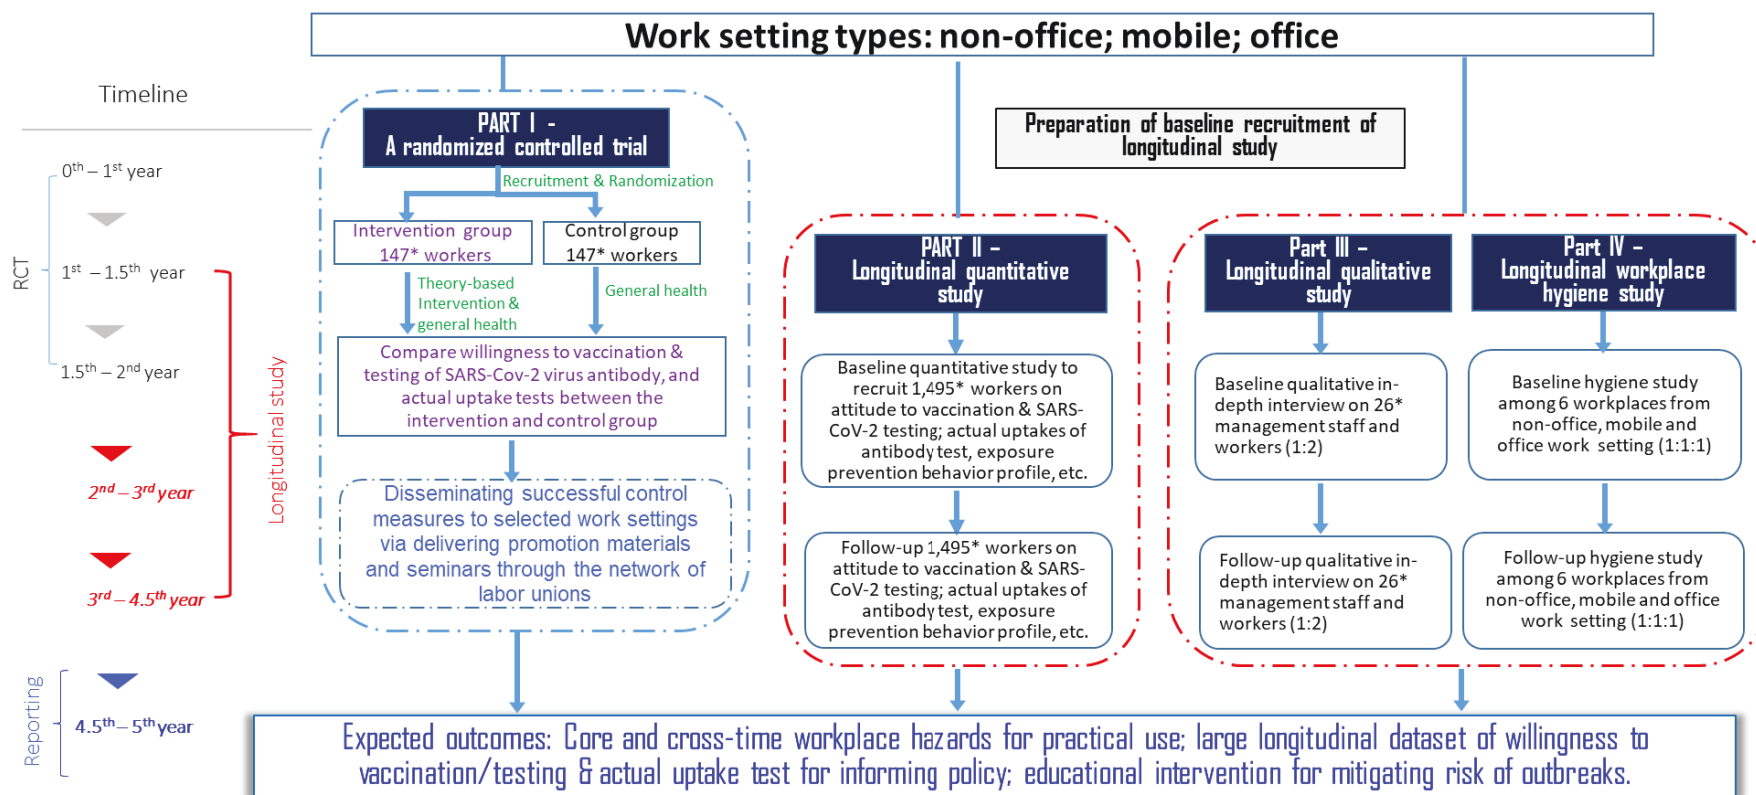 Work setting types: non-office; mobile; office
Timeline
0th – 1st year
1st – 1.5th year
1.5th – 2nd year
2nd – 3rd year
3rd – 4.5th year
4.5th – 5th year
RCT
Longitudinal study
Reporting
PART I -
A randomized controlled trial
Recruitment & Randomization
Intervention group
147* workers
Control group
147* workers
Theory-based
Intervention &
general health
General health
Compare willingness to vaccination &
testing of SARS-Cov-2 virus antibody, and
actual uptake tests between the
intervention and control group
Disseminating successful control
measures to selected work settings
via delivering promotion materials
and seminars through the network of
labor unions
Preparation of baseline recruitment of
longitudinal study
PART II –
Longitudinal quantitative
study
Baseline quantitative study to
recruit 1,495* workers on
attitude to vaccination & SARS-
CoV-2 testing; actual uptakes of
antibody test, exposure
prevention behavior profile, etc.
Follow-up 1,495* workers on
attitude to vaccination & SARS-
CoV-2 testing; actual uptakes of
antibody test, exposure
prevention behavior profile, etc.
Part III –
Longitudinal qualitative
study
Baseline qualitative in-
depth interview on 26*
management staff and
workers (1:2)
Follow-up qualitative in-
depth interview on 26*
management staff and
workers (1:2)
Part IV –
Longitudinal workplace
hygiene study
Baseline hygiene study
among 6 workplaces from
non-office, mobile and
office work setting (1:1:1)
Follow-up hygiene study
among 6 workplaces from
non-office, mobile and office
work setting (1:1:1)
Expected outcomes: Core and cross-time workplace hazards for practical use; large longitudinal dataset of willingness to
vaccination/testing & actual uptake test for informing policy; educational intervention for mitigating risk of outbreaks.